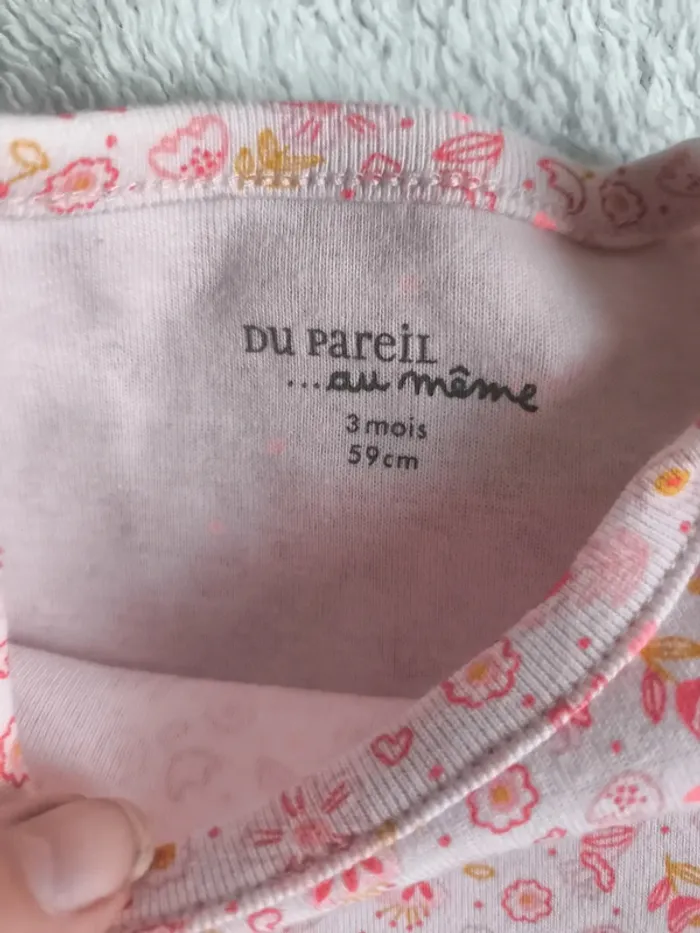 Du Pareil
...au même
3 mois
59cm